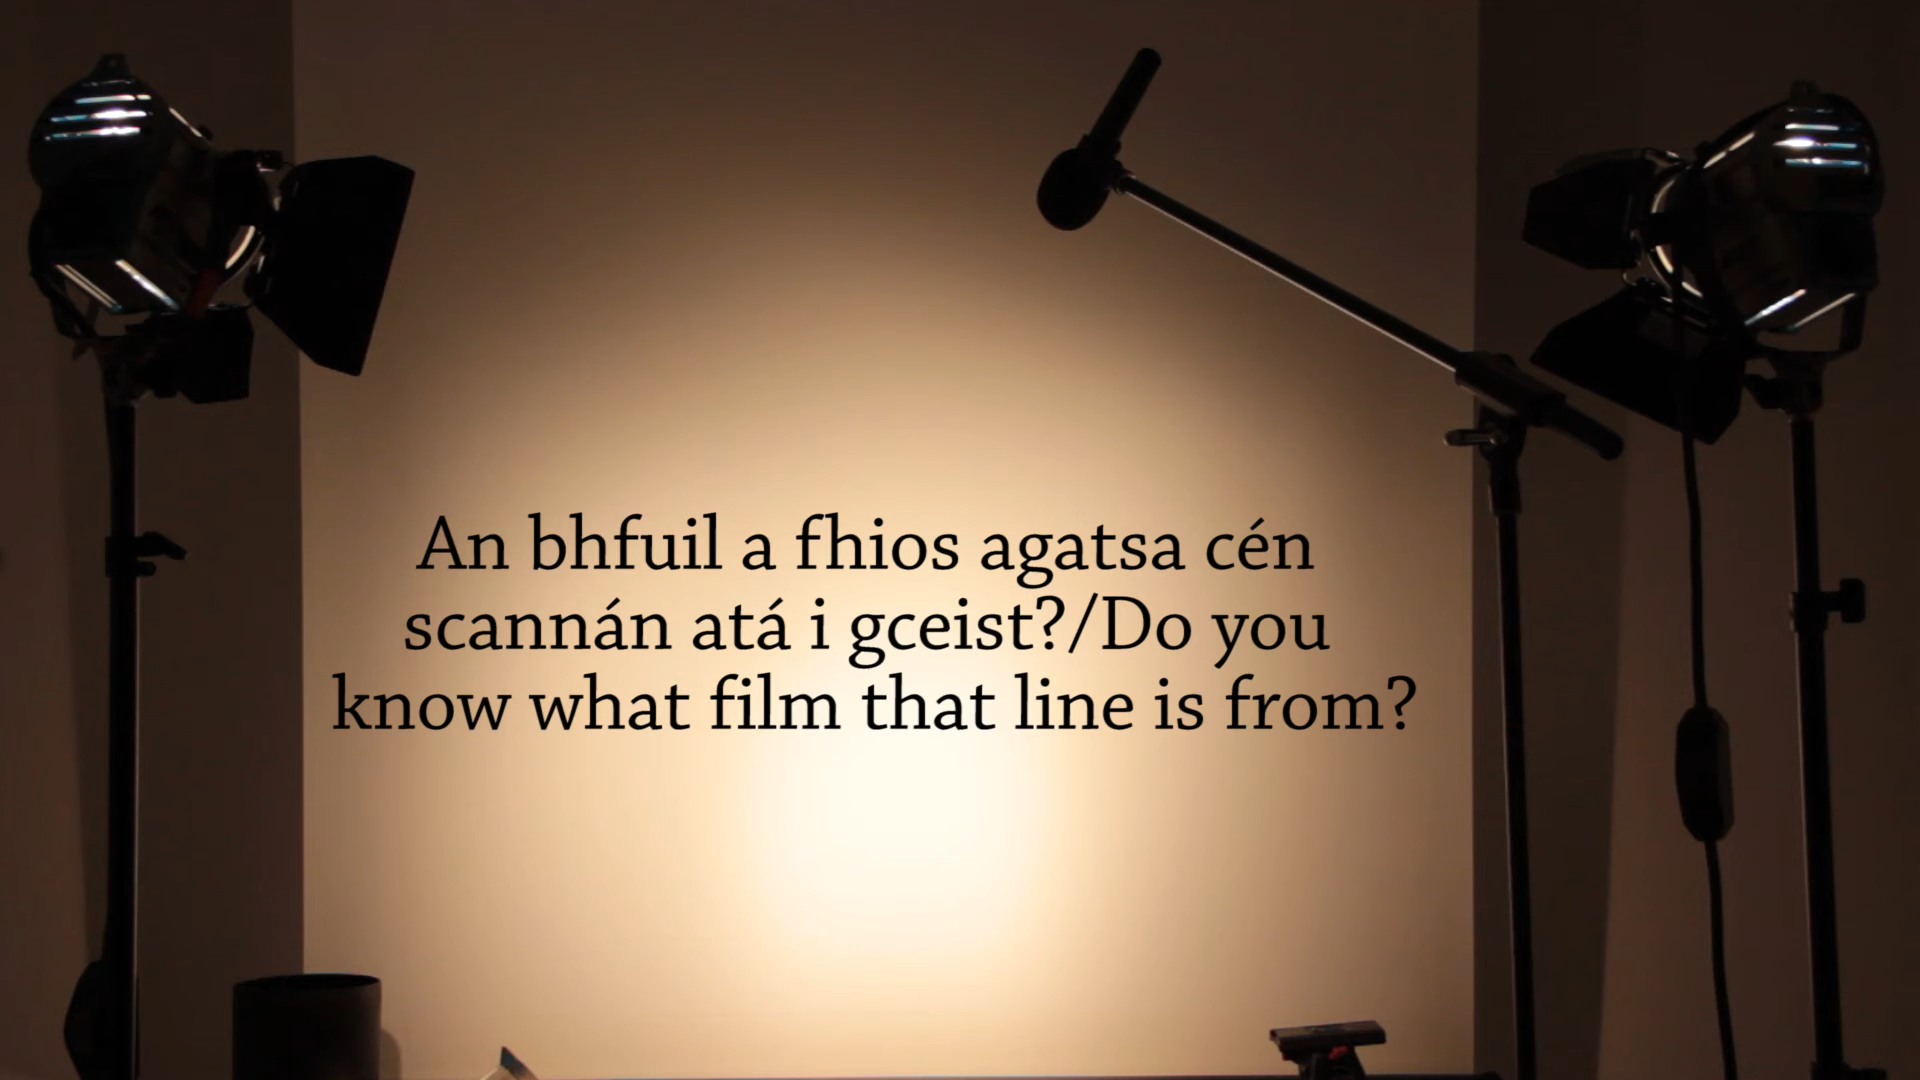 An bhfuil a fhios agatsa cén
scannán atá i gceist?/Do you
know what film that line is from?